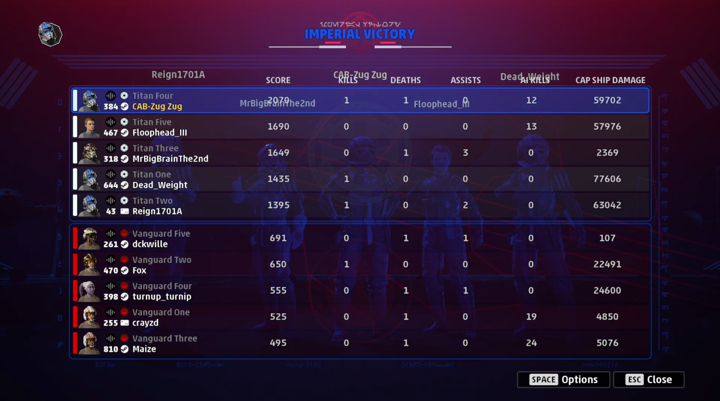 IMPERIAL VICTORY
Reign1701A CAB-Zug Zug Dead_Weight
SCORE KILLS DEATHS ASSISTS AI KILLS CAP SHIP DAMAGE
MrBigBrainThe2nd Floophead_III
Titan Four
384 CAB-Zug Zug 2070 1 1 0 12 59702
Titan Five
467 Floophead_III 1690 0 0 0 13 57976
Titan Three
318 MrBigBrainThe2nd 1649 0 1 3 0 2369
Titan One
644 Dead_Weight 1435 1 0 0 0 77606
Titan Two
43 Reign1701A 1395 1 0 2 0 63042
Vanguard Five
261 dckwille 691 0 1 1 0 107
Vanguard Two
470 Fox 650 1 0 0 0 22491
Vanguard Four
398 turnup_turnip 555 0 1 1 0 24600
Vanguard One
255 crayzd 525 0 1 0 19 4850
Vanguard Three
810 Maize 495 0 1 0 24 5076
SPACE Options ESC Close